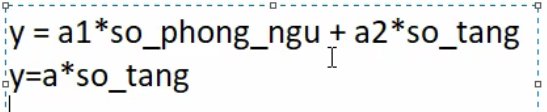 y = a1*so_phong_ngu + a2*so_tang
y=a*so_tang